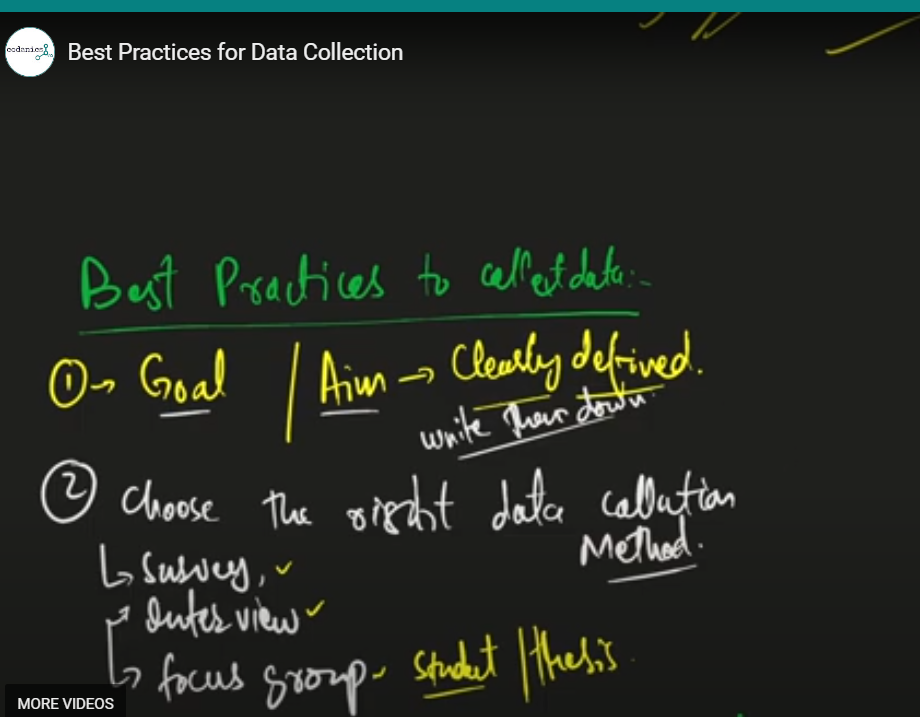 codanics
Best Practices for Data Collection
Best Practices to collect data:-
① → Goal / Aim → Clearly defined.
write them down.
② choose the right data collection
Method.
↳ Survey, ✓
→ Interview ✓
↳ focus group - student / thesis.
MORE VIDEOS